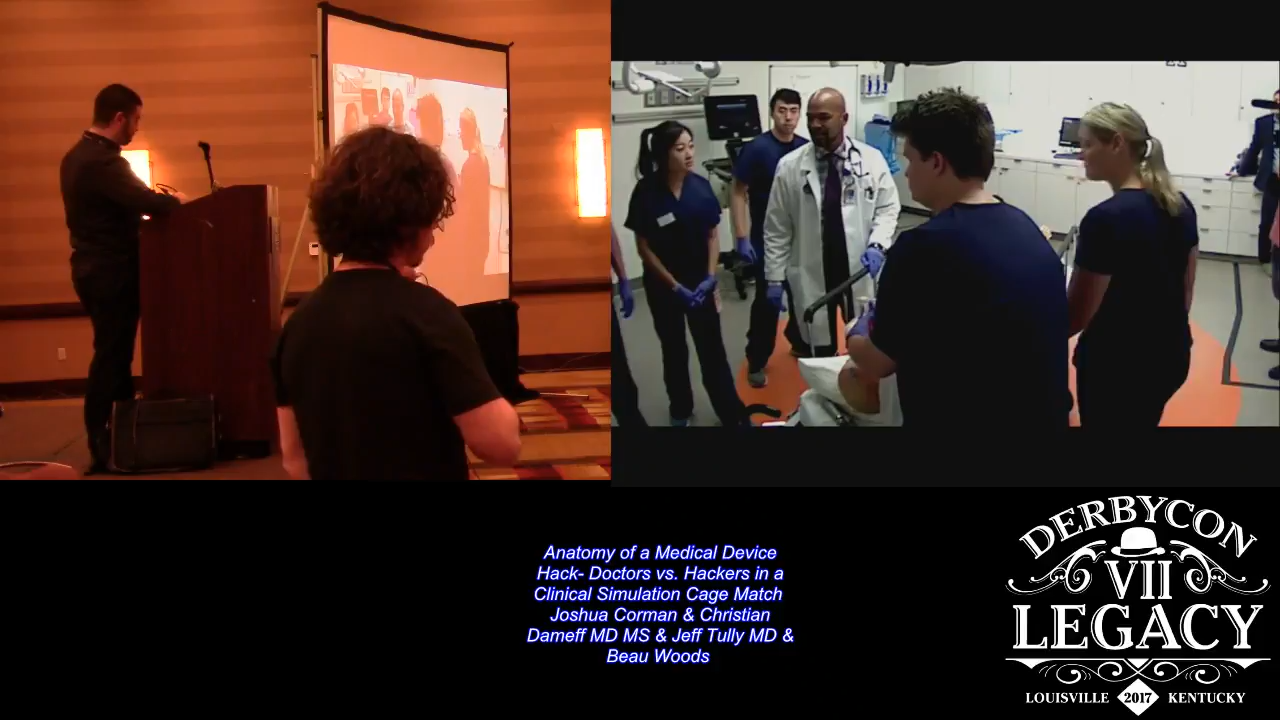 Anatomy of a Medical Device
Hack- Doctors vs. Hackers in a
Clinical Simulation Cage Match
Joshua Corman & Christian
Dameff MD MS & Jeff Tully MD &
Beau Woods
DERBYCON
VII
LEGACY
LOUISVILLE 2017 KENTUCKY